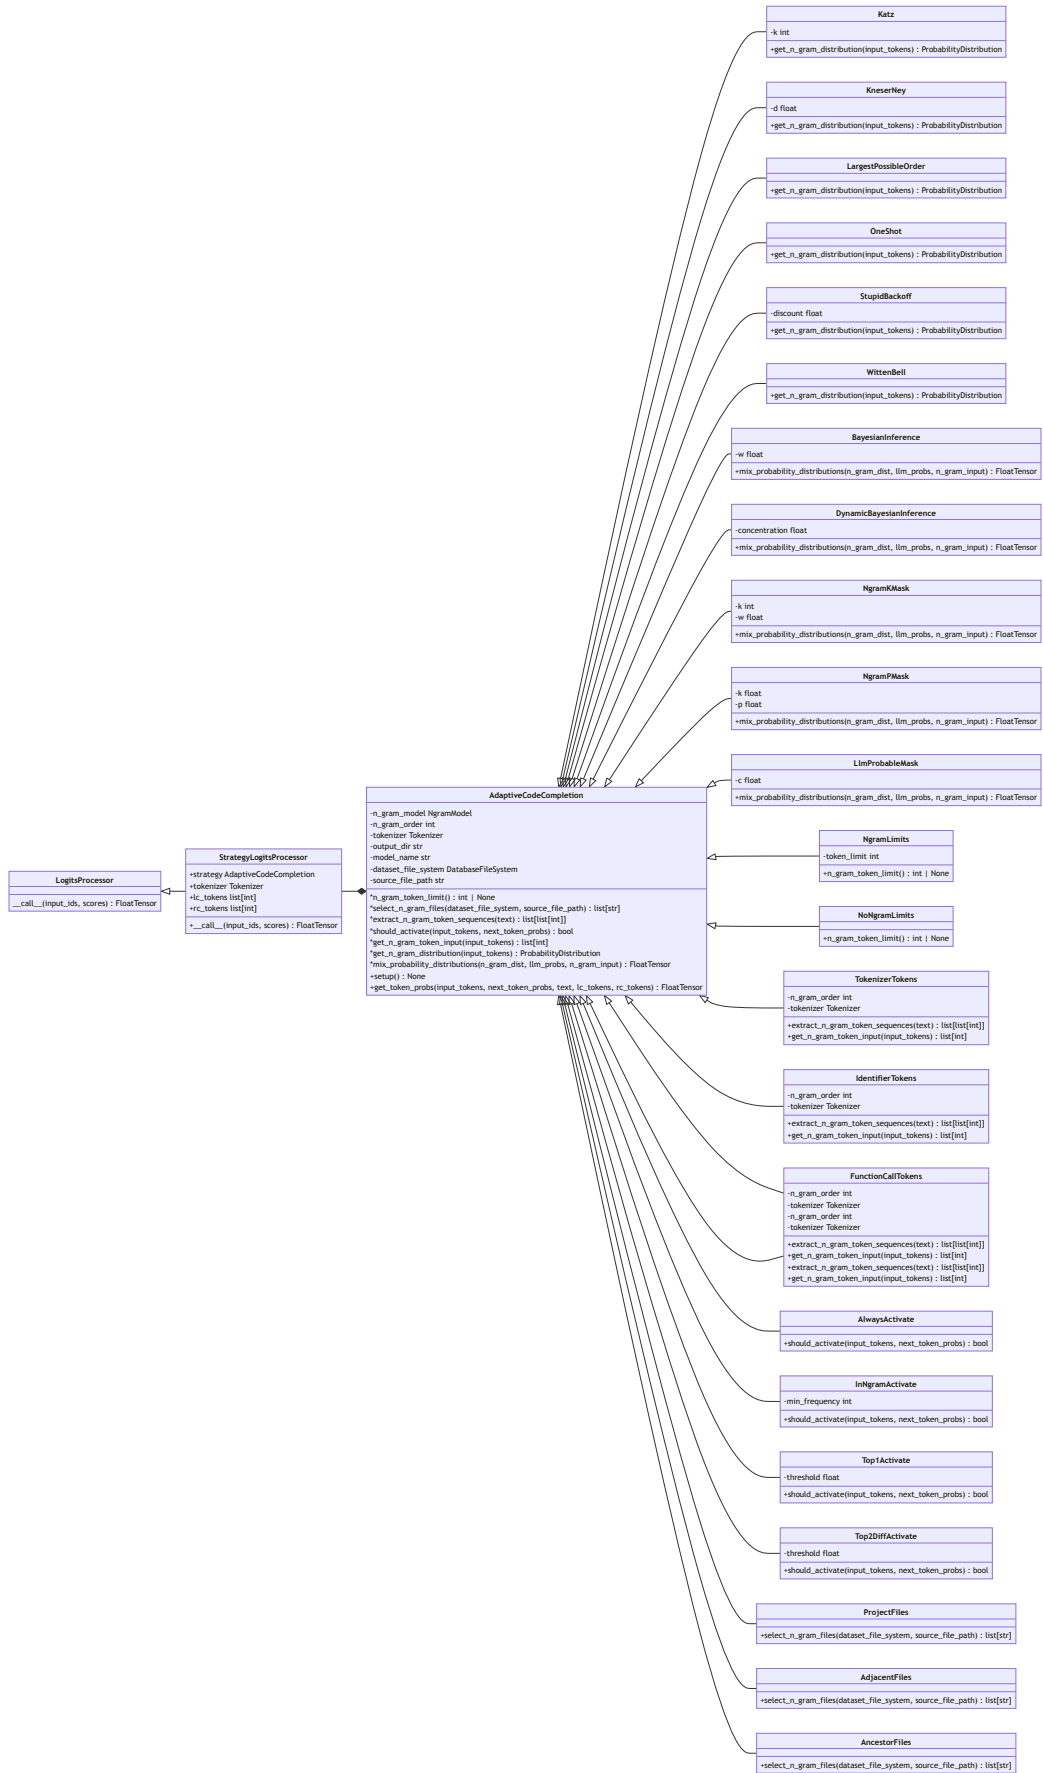 Katz
-k int
+get_n_gram_distribution(input_tokens) : ProbabilityDistribution
KneserNey
-d float
+get_n_gram_distribution(input_tokens) : ProbabilityDistribution
LargestPossibleOrder
+get_n_gram_distribution(input_tokens) : ProbabilityDistribution
OneShot
+get_n_gram_distribution(input_tokens) : ProbabilityDistribution
StupidBackoff
-discount float
+get_n_gram_distribution(input_tokens) : ProbabilityDistribution
WittenBell
+get_n_gram_distribution(input_tokens) : ProbabilityDistribution
BayesianInference
-w float
+mix_probability_distributions(n_gram_dist, llm_probs, n_gram_input) : FloatTensor
DynamicBayesianInference
-concentration float
+mix_probability_distributions(n_gram_dist, llm_probs, n_gram_input) : FloatTensor
NgramKMask
-k int
-w float
+mix_probability_distributions(n_gram_dist, llm_probs, n_gram_input) : FloatTensor
NgramPMask
-k float
-p float
+mix_probability_distributions(n_gram_dist, llm_probs, n_gram_input) : FloatTensor
LlmProbableMask
-c float
+mix_probability_distributions(n_gram_dist, llm_probs, n_gram_input) : FloatTensor
LogitsProcessor
__call__(input_ids, scores) : FloatTensor
StrategyLogitsProcessor
+strategy AdaptiveCodeCompletion
+tokenizer Tokenizer
+lc_tokens list[int]
+rc_tokens list[int]
+__call__(input_ids, scores) : FloatTensor
AdaptiveCodeCompletion
-n_gram_model NgramModel
-n_gram_order int
-tokenizer Tokenizer
-output_dir str
-model_name str
-dataset_file_system DatabaseFileSystem
-source_file_path str
*n_gram_token_limit() : int | None
*select_n_gram_files(dataset_file_system, source_file_path) : list[str]
*extract_n_gram_token_sequences(text) : list[list[int]]
*should_activate(input_tokens, next_token_probs) : bool
*get_n_gram_token_input(input_tokens) : list[int]
*get_n_gram_distribution(input_tokens) : ProbabilityDistribution
*mix_probability_distributions(n_gram_dist, llm_probs, n_gram_input) : FloatTensor
+setup() : None
+get_token_probs(input_tokens, next_token_probs, text, lc_tokens, rc_tokens) : FloatTensor
NgramLimits
-token_limit int
+n_gram_token_limit() : int | None
NoNgramLimits
+n_gram_token_limit() : int | None
TokenizerTokens
-n_gram_order int
-tokenizer Tokenizer
+extract_n_gram_token_sequences(text) : list[list[int]]
+get_n_gram_token_input(input_tokens) : list[int]
IdentifierTokens
-n_gram_order int
-tokenizer Tokenizer
+extract_n_gram_token_sequences(text) : list[list[int]]
+get_n_gram_token_input(input_tokens) : list[int]
FunctionCallTokens
-n_gram_order int
-tokenizer Tokenizer
-n_gram_order int
-tokenizer Tokenizer
+extract_n_gram_token_sequences(text) : list[list[int]]
+get_n_gram_token_input(input_tokens) : list[int]
+extract_n_gram_token_sequences(text) : list[list[int]]
+get_n_gram_token_input(input_tokens) : list[int]
AlwaysActivate
+should_activate(input_tokens, next_token_probs) : bool
InNgramActivate
-min_frequency int
+should_activate(input_tokens, next_token_probs) : bool
Top1Activate
-threshold float
+should_activate(input_tokens, next_token_probs) : bool
Top2DiffActivate
-threshold float
+should_activate(input_tokens, next_token_probs) : bool
ProjectFiles
+select_n_gram_files(dataset_file_system, source_file_path) : list[str]
AdjacentFiles
+select_n_gram_files(dataset_file_system, source_file_path) : list[str]
AncestorFiles
+select_n_gram_files(dataset_file_system, source_file_path) : list[str]